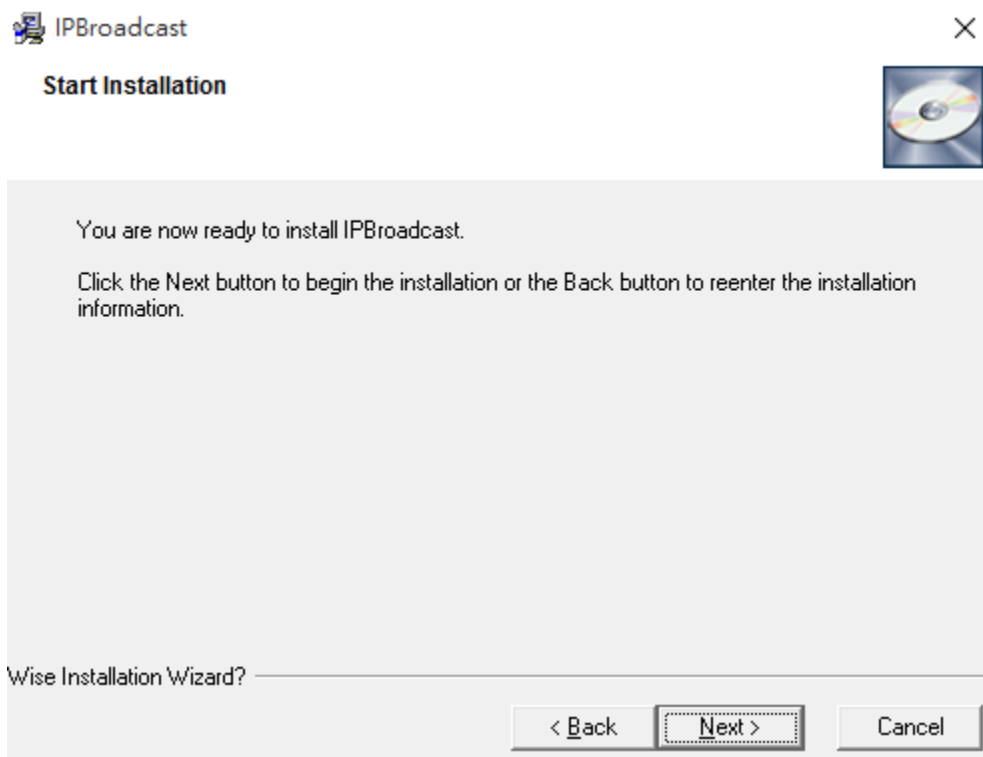 IPBroadcast
Start Installation
You are now ready to install IPBroadcast.
Click the Next button to begin the installation or the Back button to reenter the installation
information.
Wise Installation Wizard?
< Back
Next >
Cancel